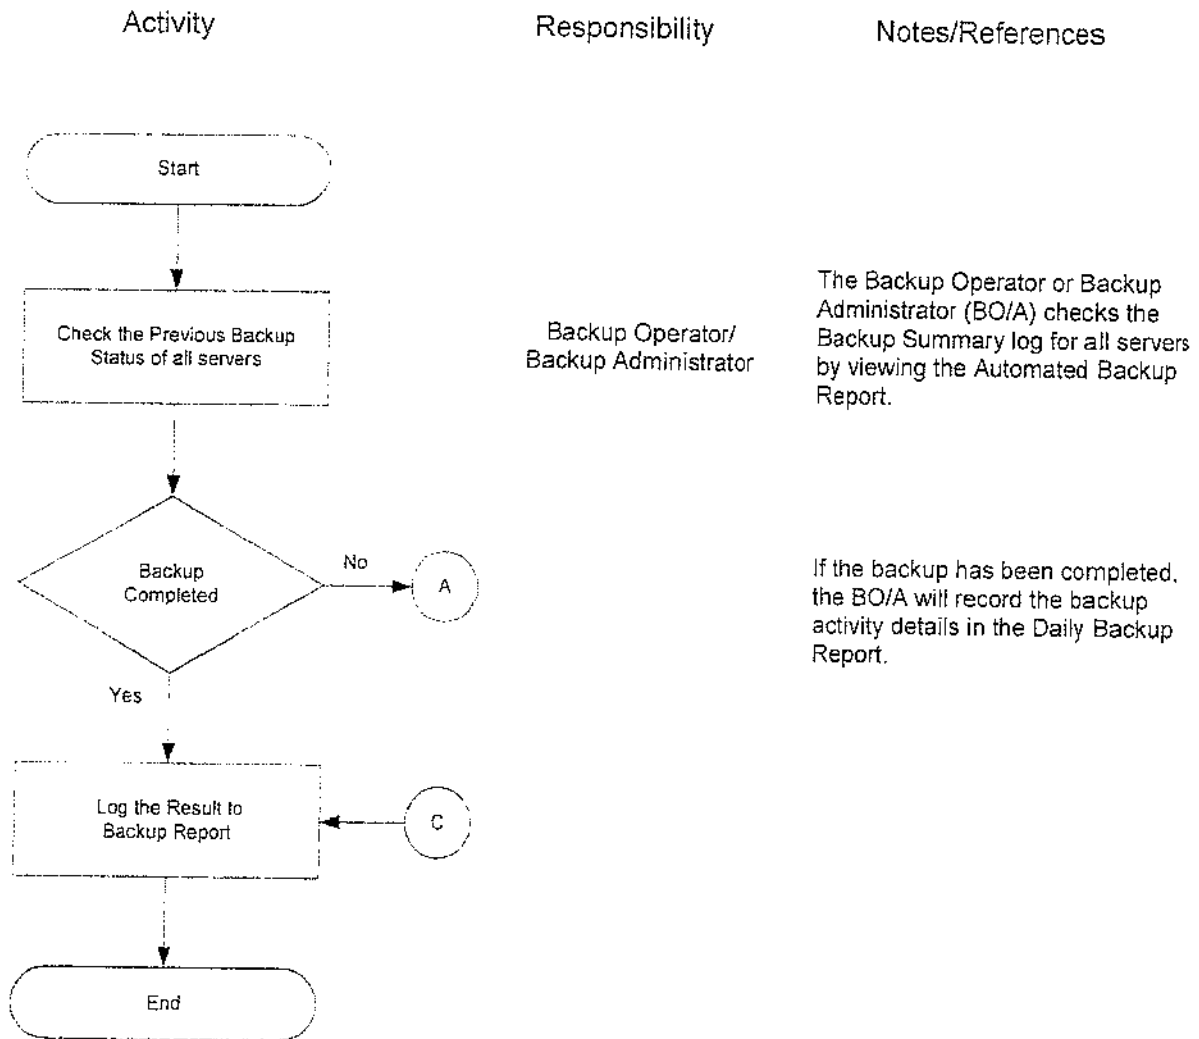 Activity
Responsibility
Notes/References
Start
Check the Previous Backup
Status of all servers
Backup Operator/
Backup Administrator
The Backup Operator or Backup
Administrator (BO/A) checks the
Backup Summary log for all servers
by viewing the Automated Backup
Report.
Backup
Completed
No
A
If the backup has been completed,
the BO/A will record the backup
activity details in the Daily Backup
Report.
Yes
Log the Result to
Backup Report
C
End